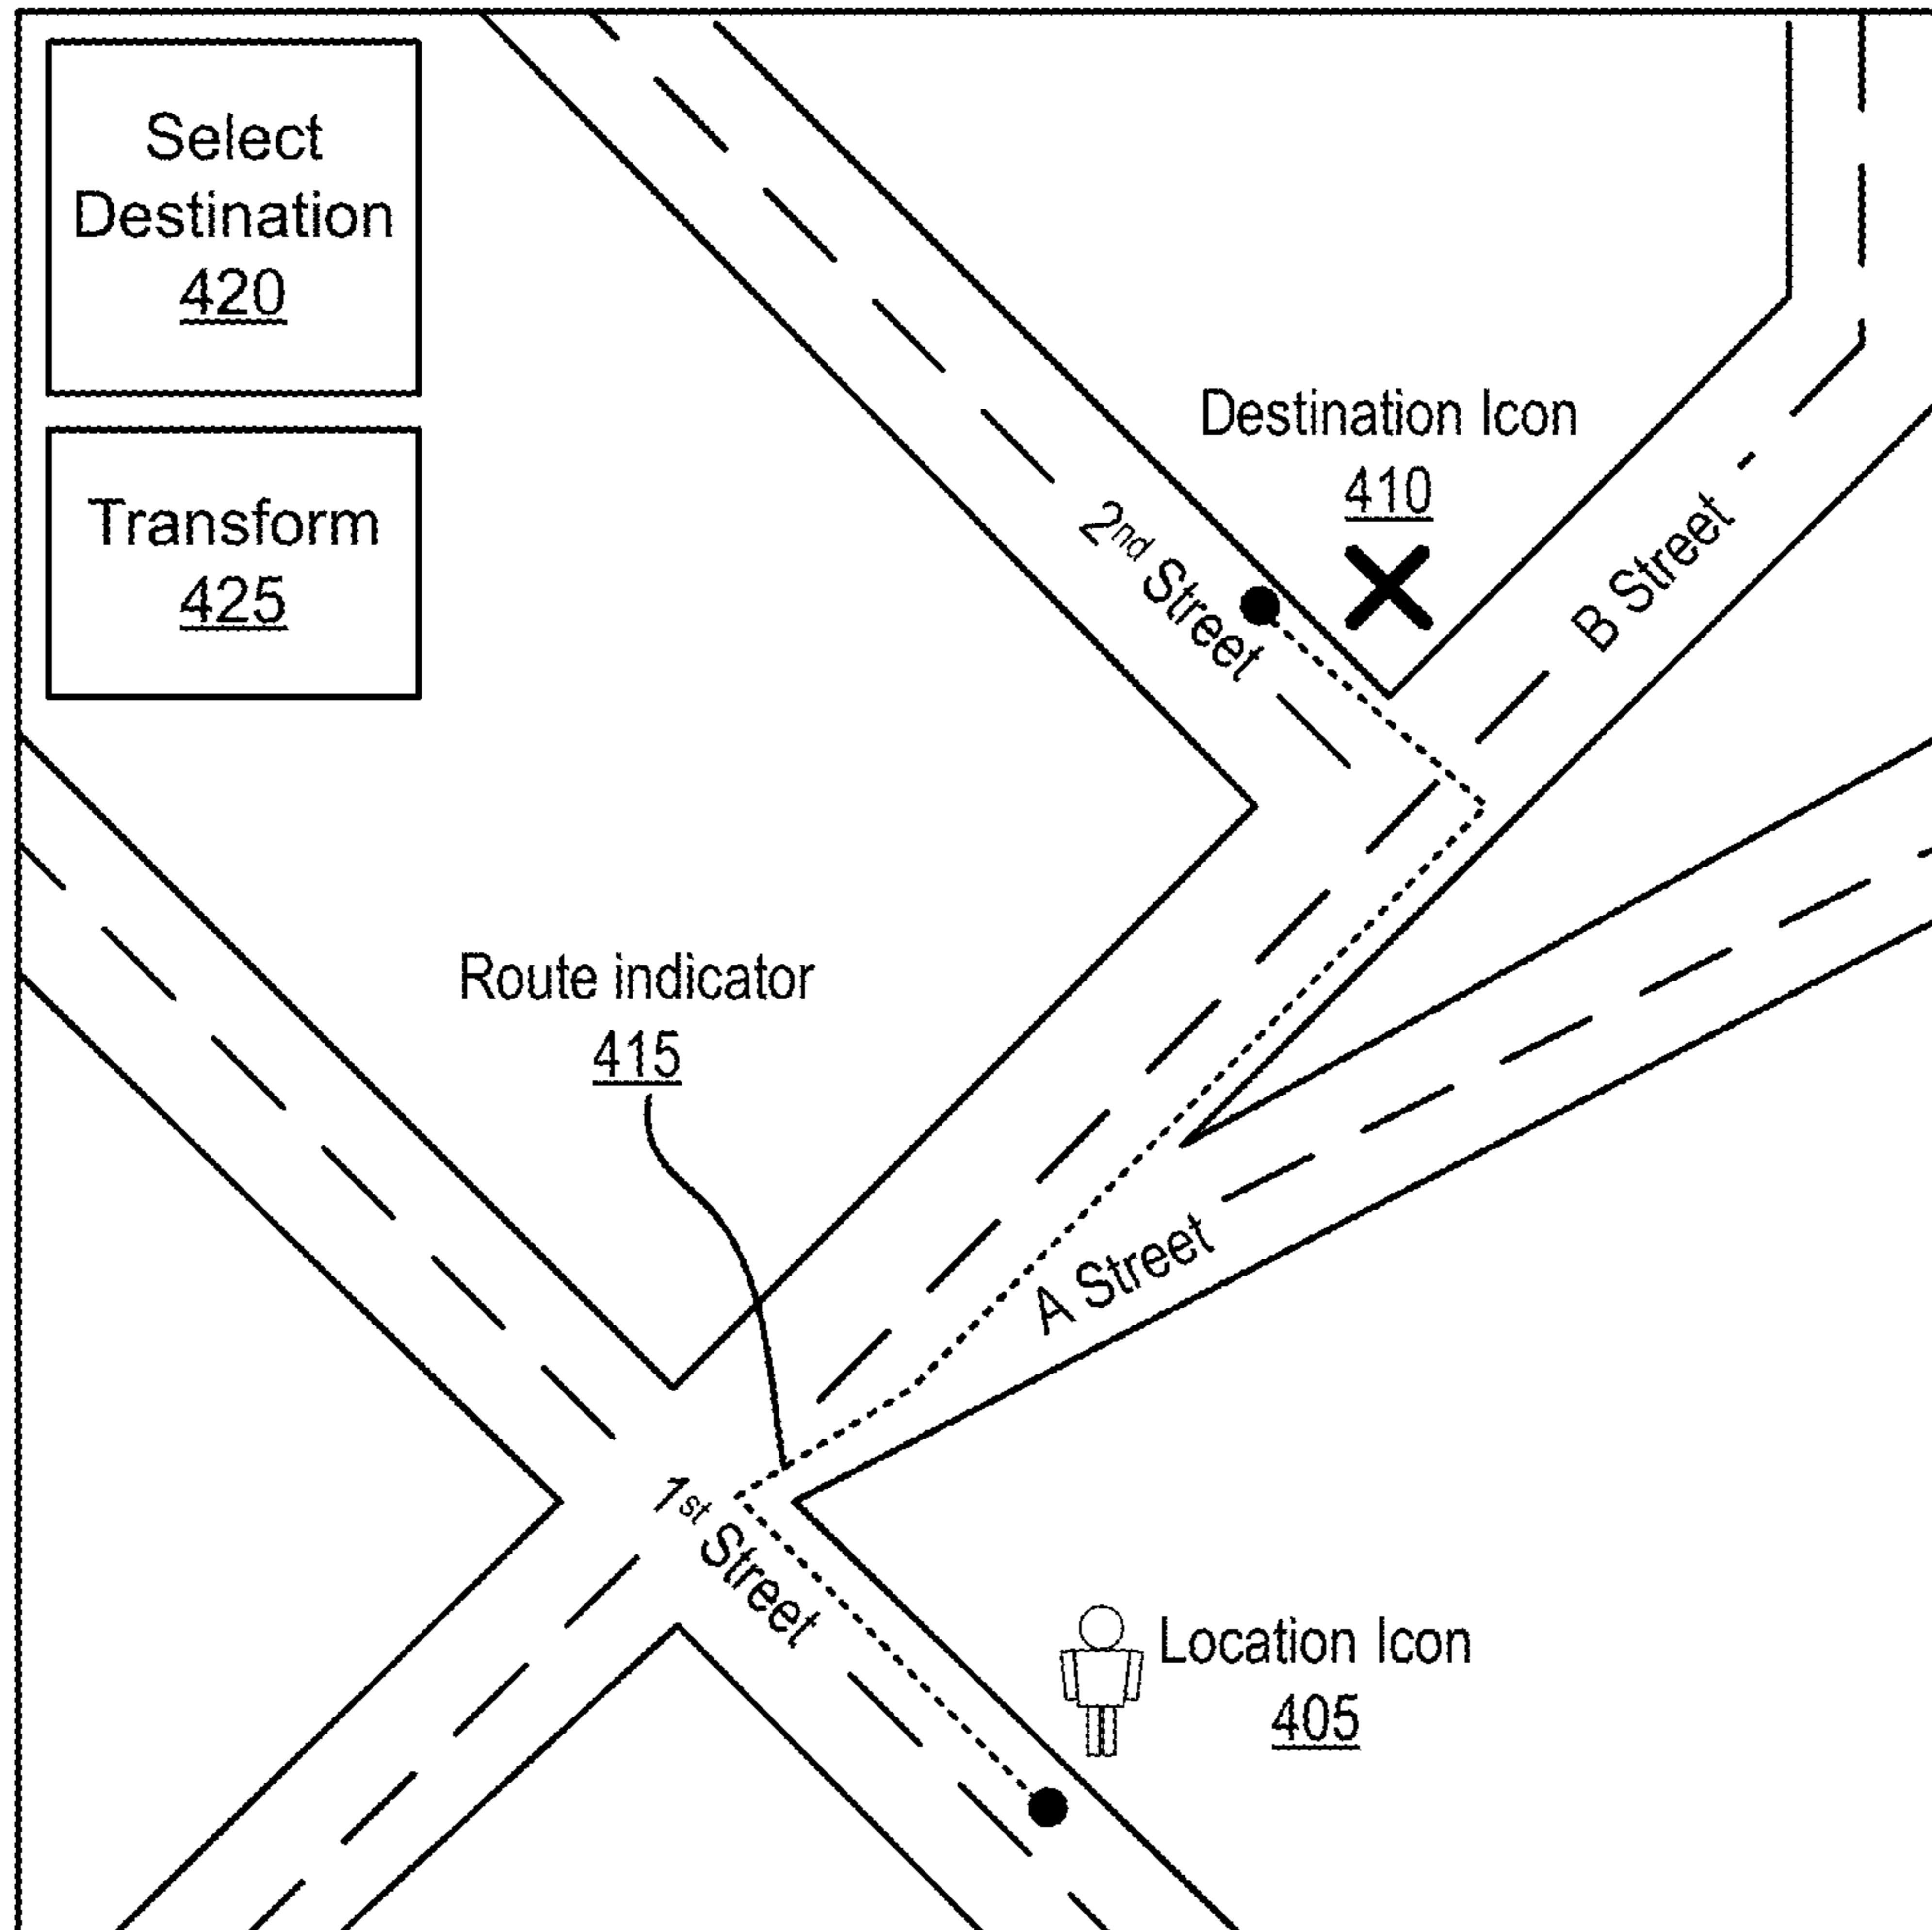 Select
Destination
420
Transform
425
Destination Icon
410
2nd Street
B Street
Route indicator
415
A Street
1st Street
Location Icon
405